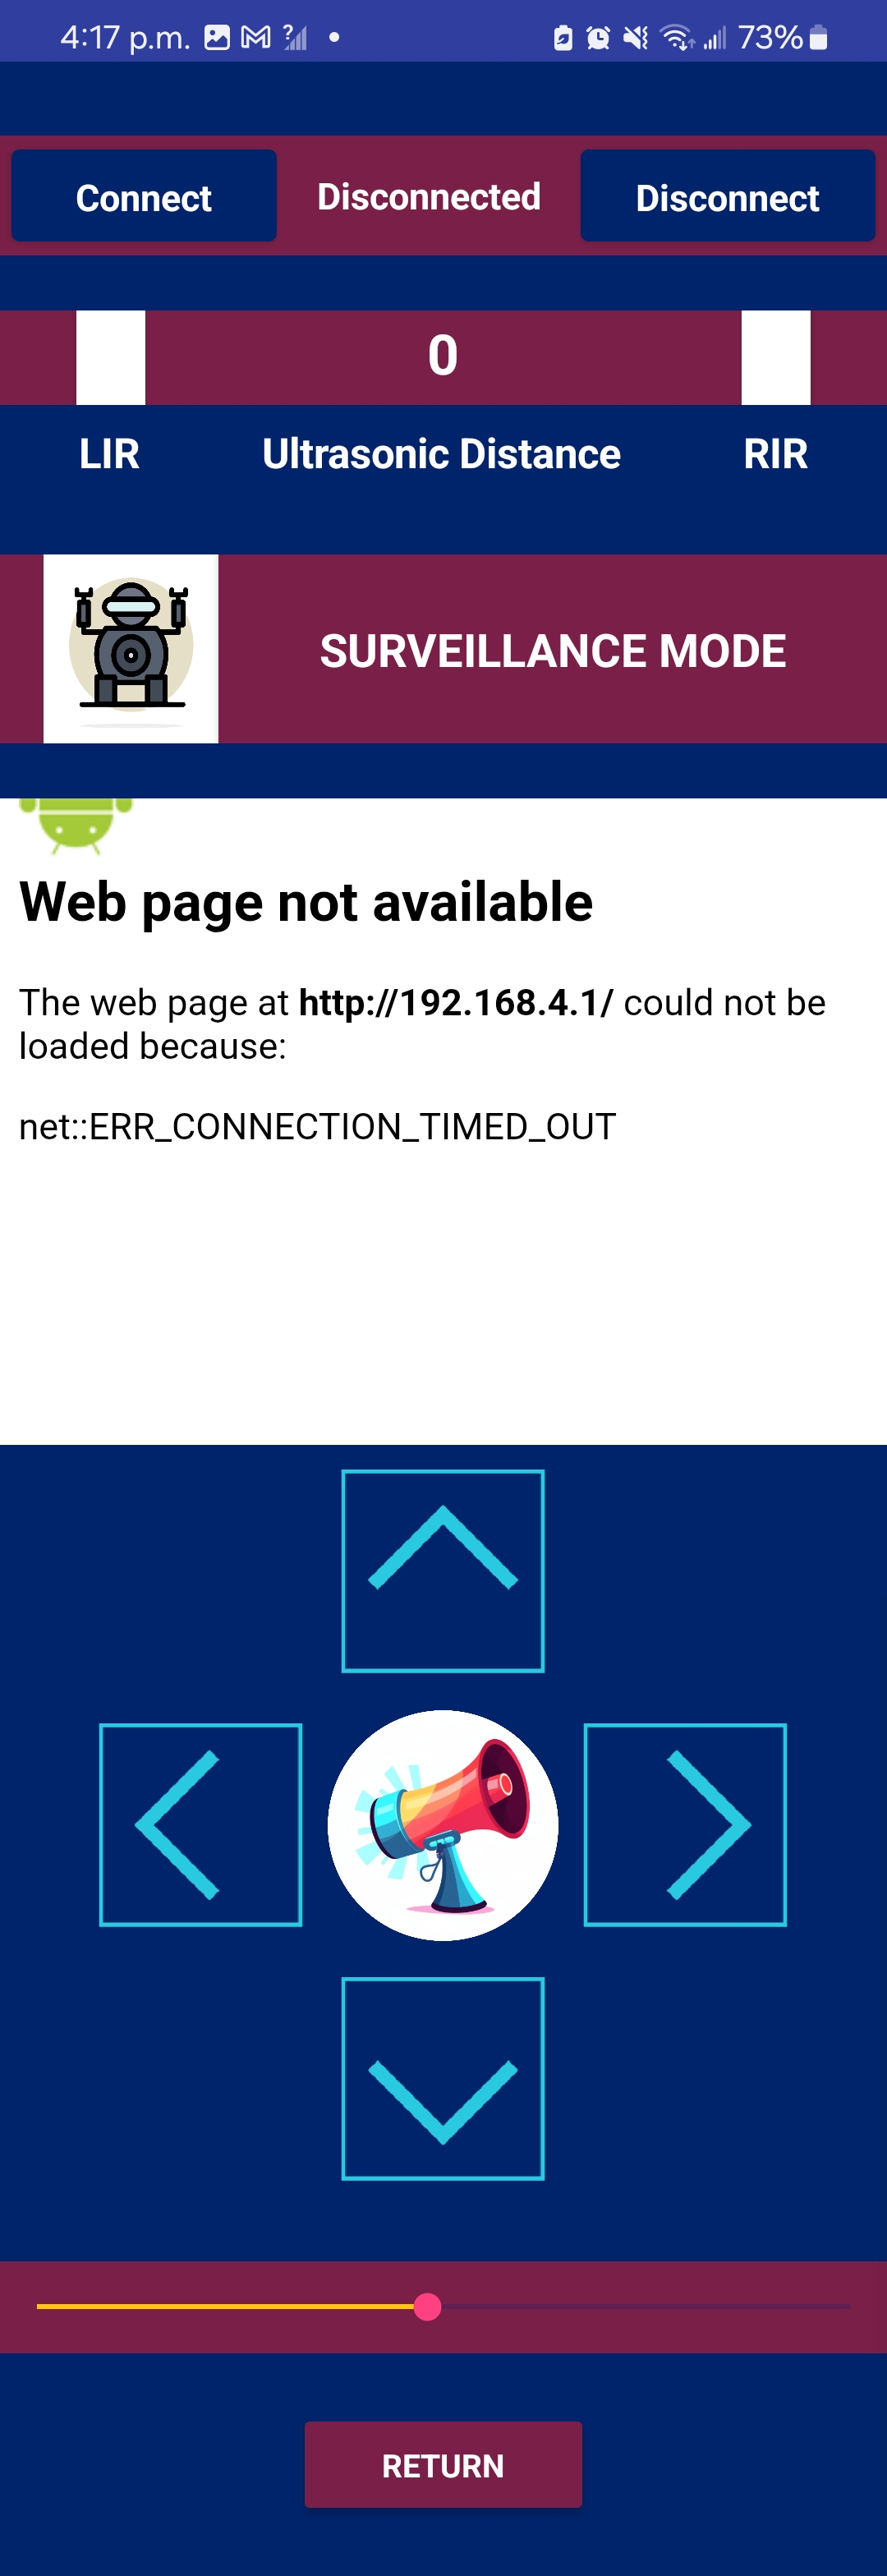 4:17 p.m. ? 73%
Connect Disconnected Disconnect
0
LIR Ultrasonic Distance RIR
SURVEILLANCE MODE
Web page not available
The web page at http://192.168.4.1/ could not be
loaded because:
net::ERR_CONNECTION_TIMED_OUT
RETURN